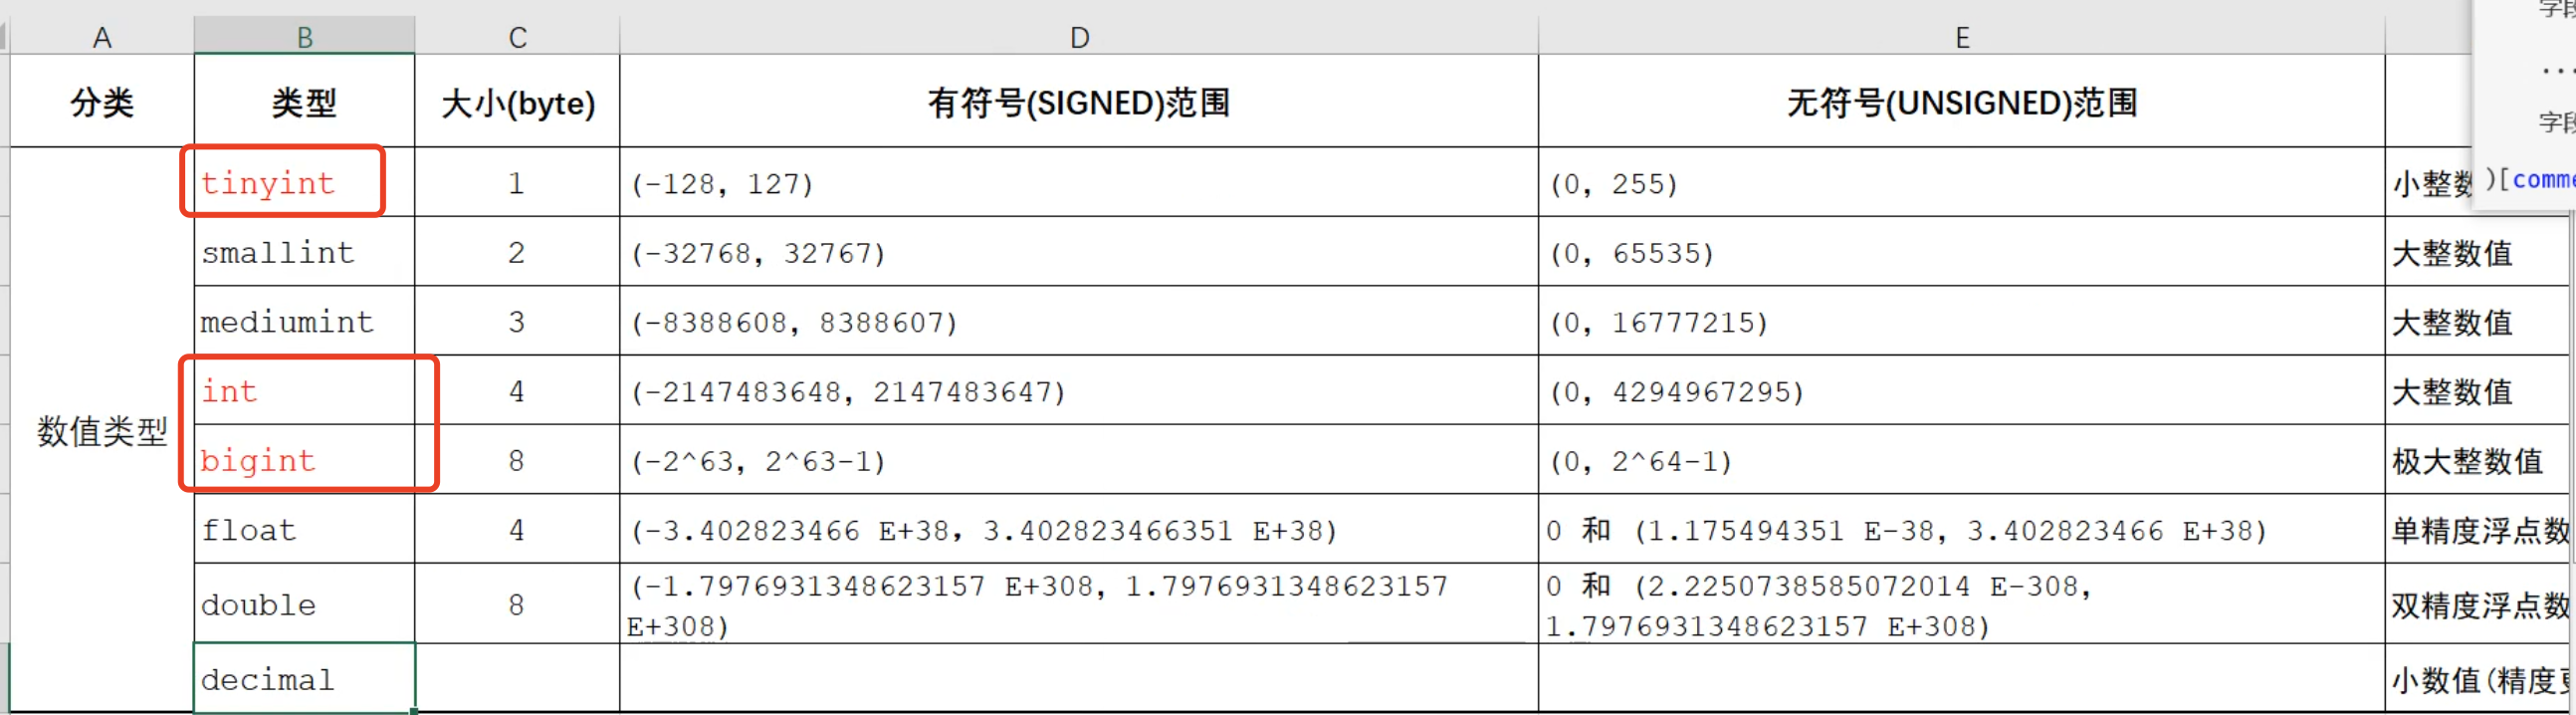 A B C D E
字段
...
字段
)[comme
分类 类型 大小(byte) 有符号(SIGNED)范围 无符号(UNSIGNED)范围
数值类型
tinyint 1 (-128, 127) (0, 255) 小整数
smallint 2 (-32768, 32767) (0, 65535) 大整数值
mediumint 3 (-8388608, 8388607) (0, 16777215) 大整数值
int 4 (-2147483648, 2147483647) (0, 4294967295) 大整数值
bigint 8 (-2^63, 2^63-1) (0, 2^64-1) 极大整数值
float 4 (-3.402823466 E+38, 3.402823466351 E+38) 0 和 (1.175494351 E-38, 3.402823466 E+38) 单精度浮点数
double 8 (-1.7976931348623157 E+308, 1.7976931348623157
E+308) 0 和 (2.2250738585072014 E-308,
1.7976931348623157 E+308) 双精度浮点数
decimal 小数值(精度